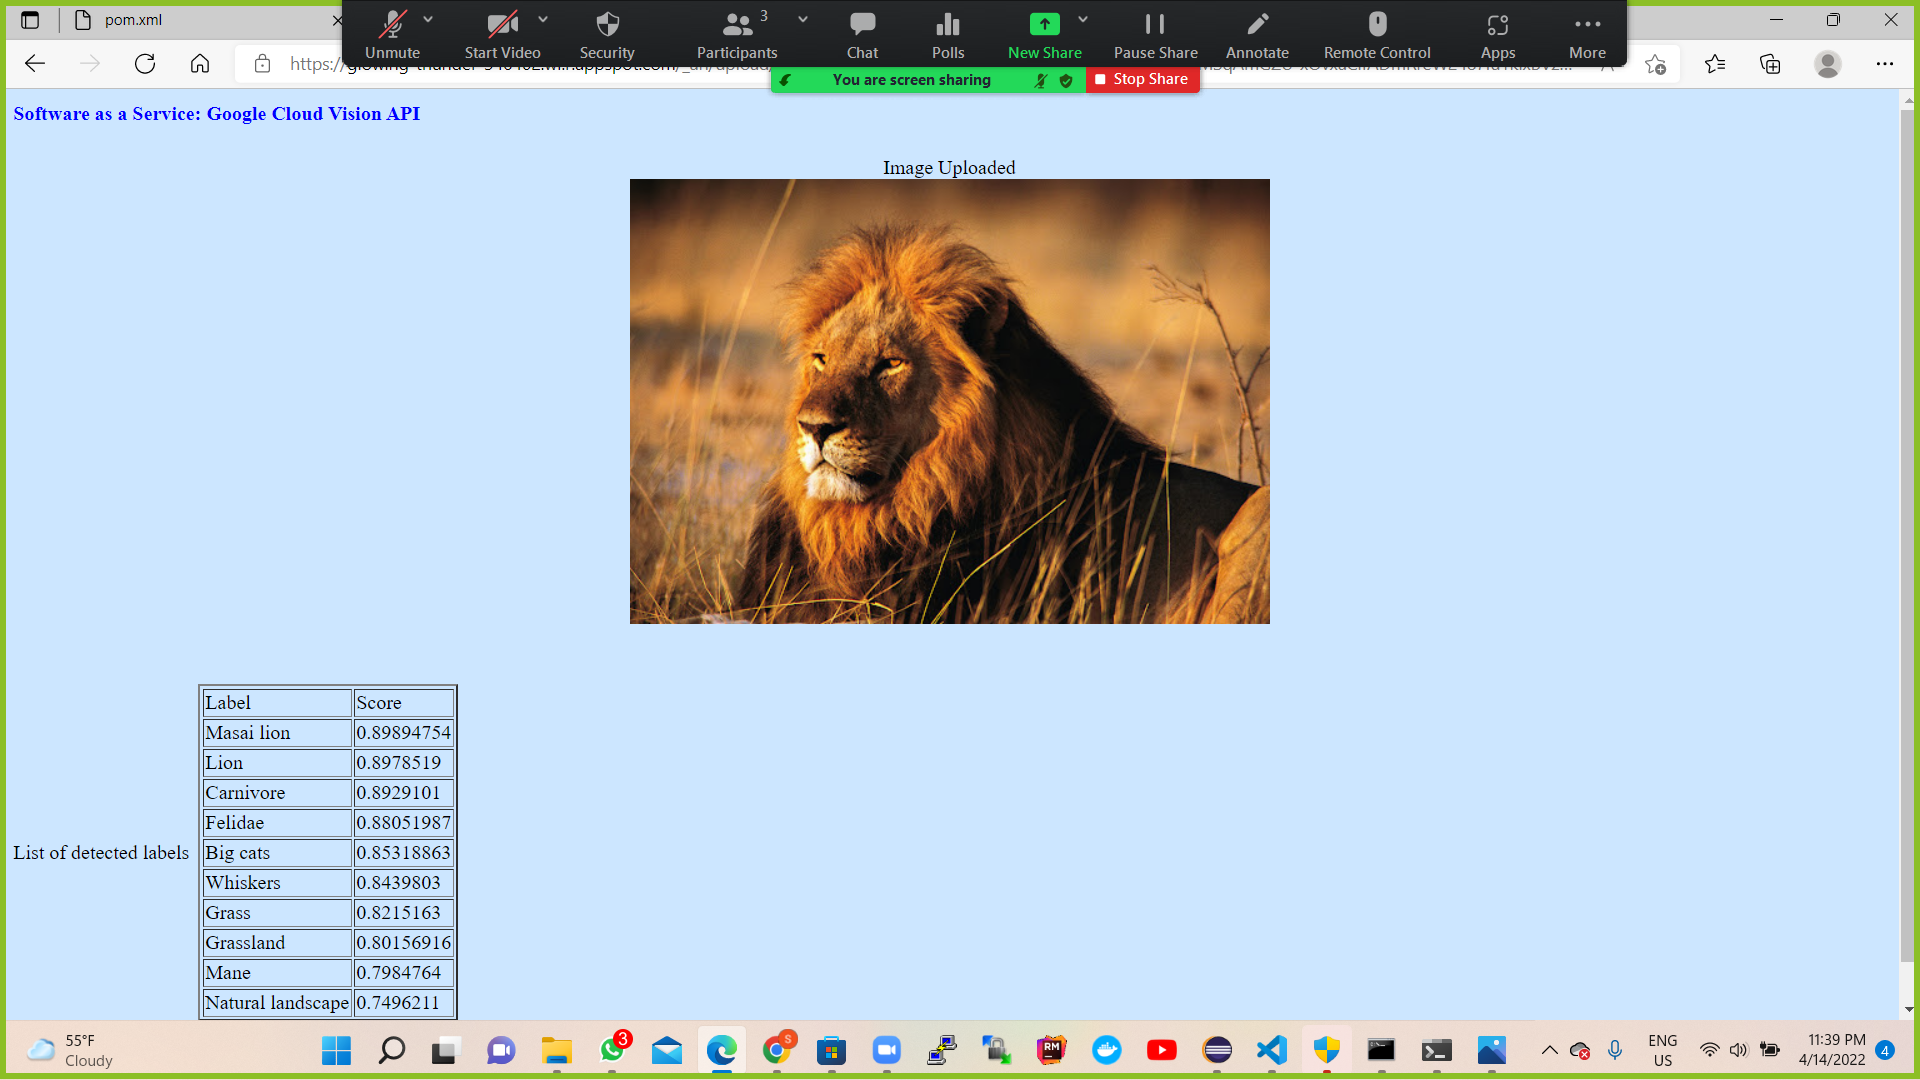 pom.xml
Unmute
Start Video
Security
Participants
3
Chat
Polls
New Share
Pause Share
Annotate
Remote Control
Apps
More
https://
You are screen sharing
Stop Share
Software as a Service: Google Cloud Vision API
Image Uploaded
List of detected labels
Label Score
Masai lion 0.89894754
Lion 0.8978519
Carnivore 0.8929101
Felidae 0.88051987
Big cats 0.85318863
Whiskers 0.8439803
Grass 0.8215163
Grassland 0.80156916
Mane 0.7984764
Natural landscape 0.7496211
55°F
Cloudy
3
S
RM
ENG
US
11:39 PM
4/14/2022
4